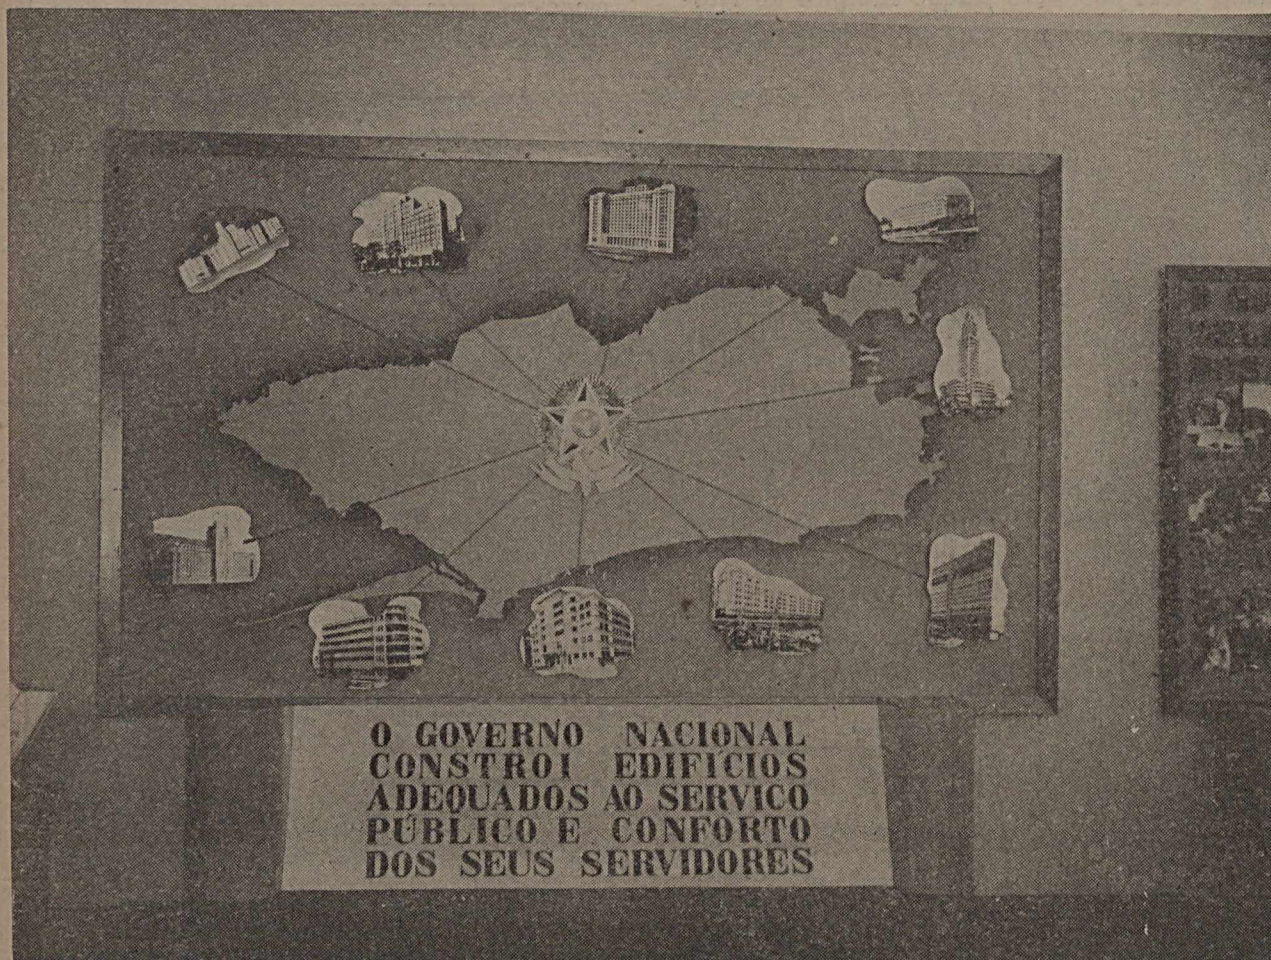 O GOVERNO NACIONAL
CONSTROI EDIFICIOS
ADEQUADOS AO SERVICO
PÚBLICO E CONFORTO
DOS SEUS SERVIDORES